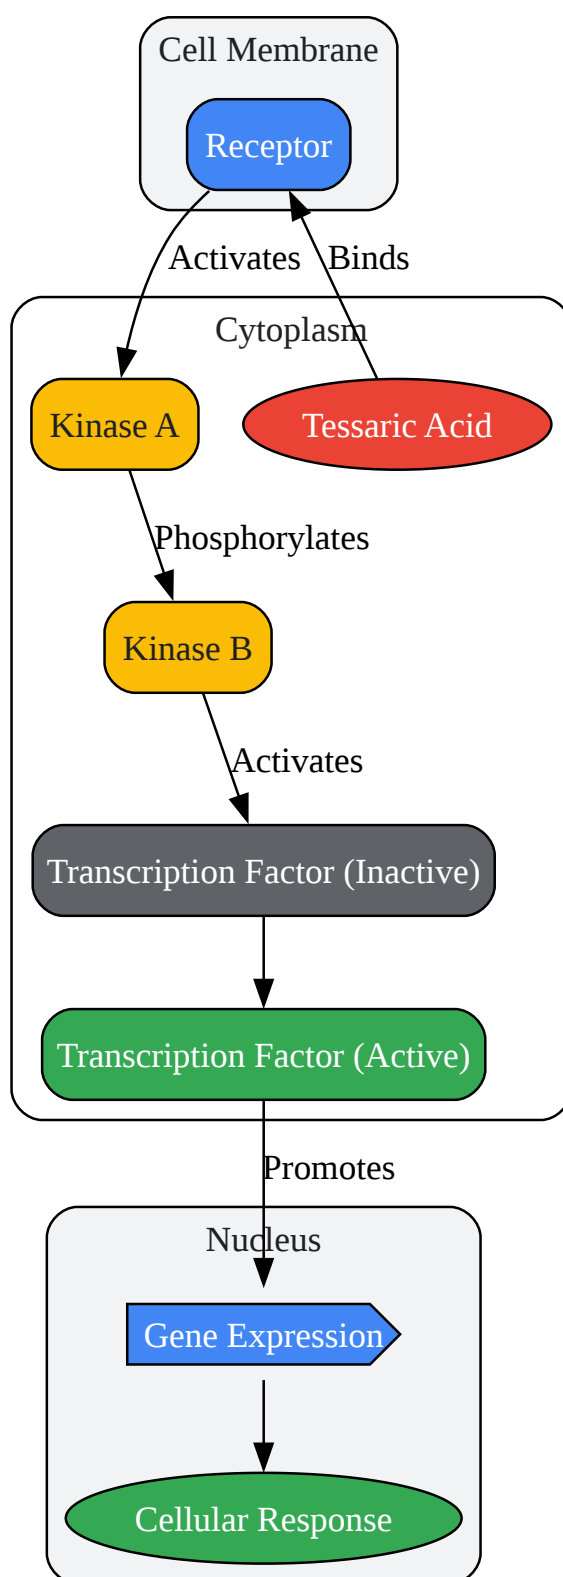 Cell Membrane
Receptor
Activates
Binds
Cytoplasm
Kinase A
Tessaric Acid
Phosphorylates
Kinase B
Activates
Transcription Factor (Inactive)
Transcription Factor (Active)
Promotes
Nucleus
Gene Expression
Cellular Response